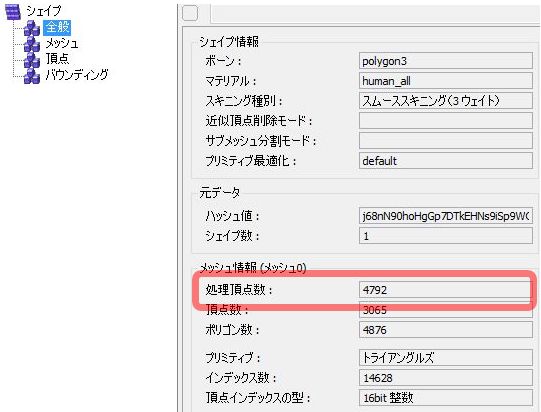 シェイプ
全般
メッシュ
頂点
バウンディング
シェイプ情報
ボーン： polygon3
マテリアル： human_all
スキニング種別： スムーススキニング(3ウェイト)
近似頂点削除モード：
サブメッシュ分割モード：
プリミティブ最適化： default
元データ
ハッシュ値： j68nN90hoHgGp7DTkEHNs9iSp9W
シェイプ数： 1
メッシュ情報 (メッシュ0)
処理頂点数： 4792
頂点数： 3065
ポリゴン数： 4876
プリミティブ： トライアングルズ
インデックス数： 14628
頂点インデックスの型： 16bit 整数